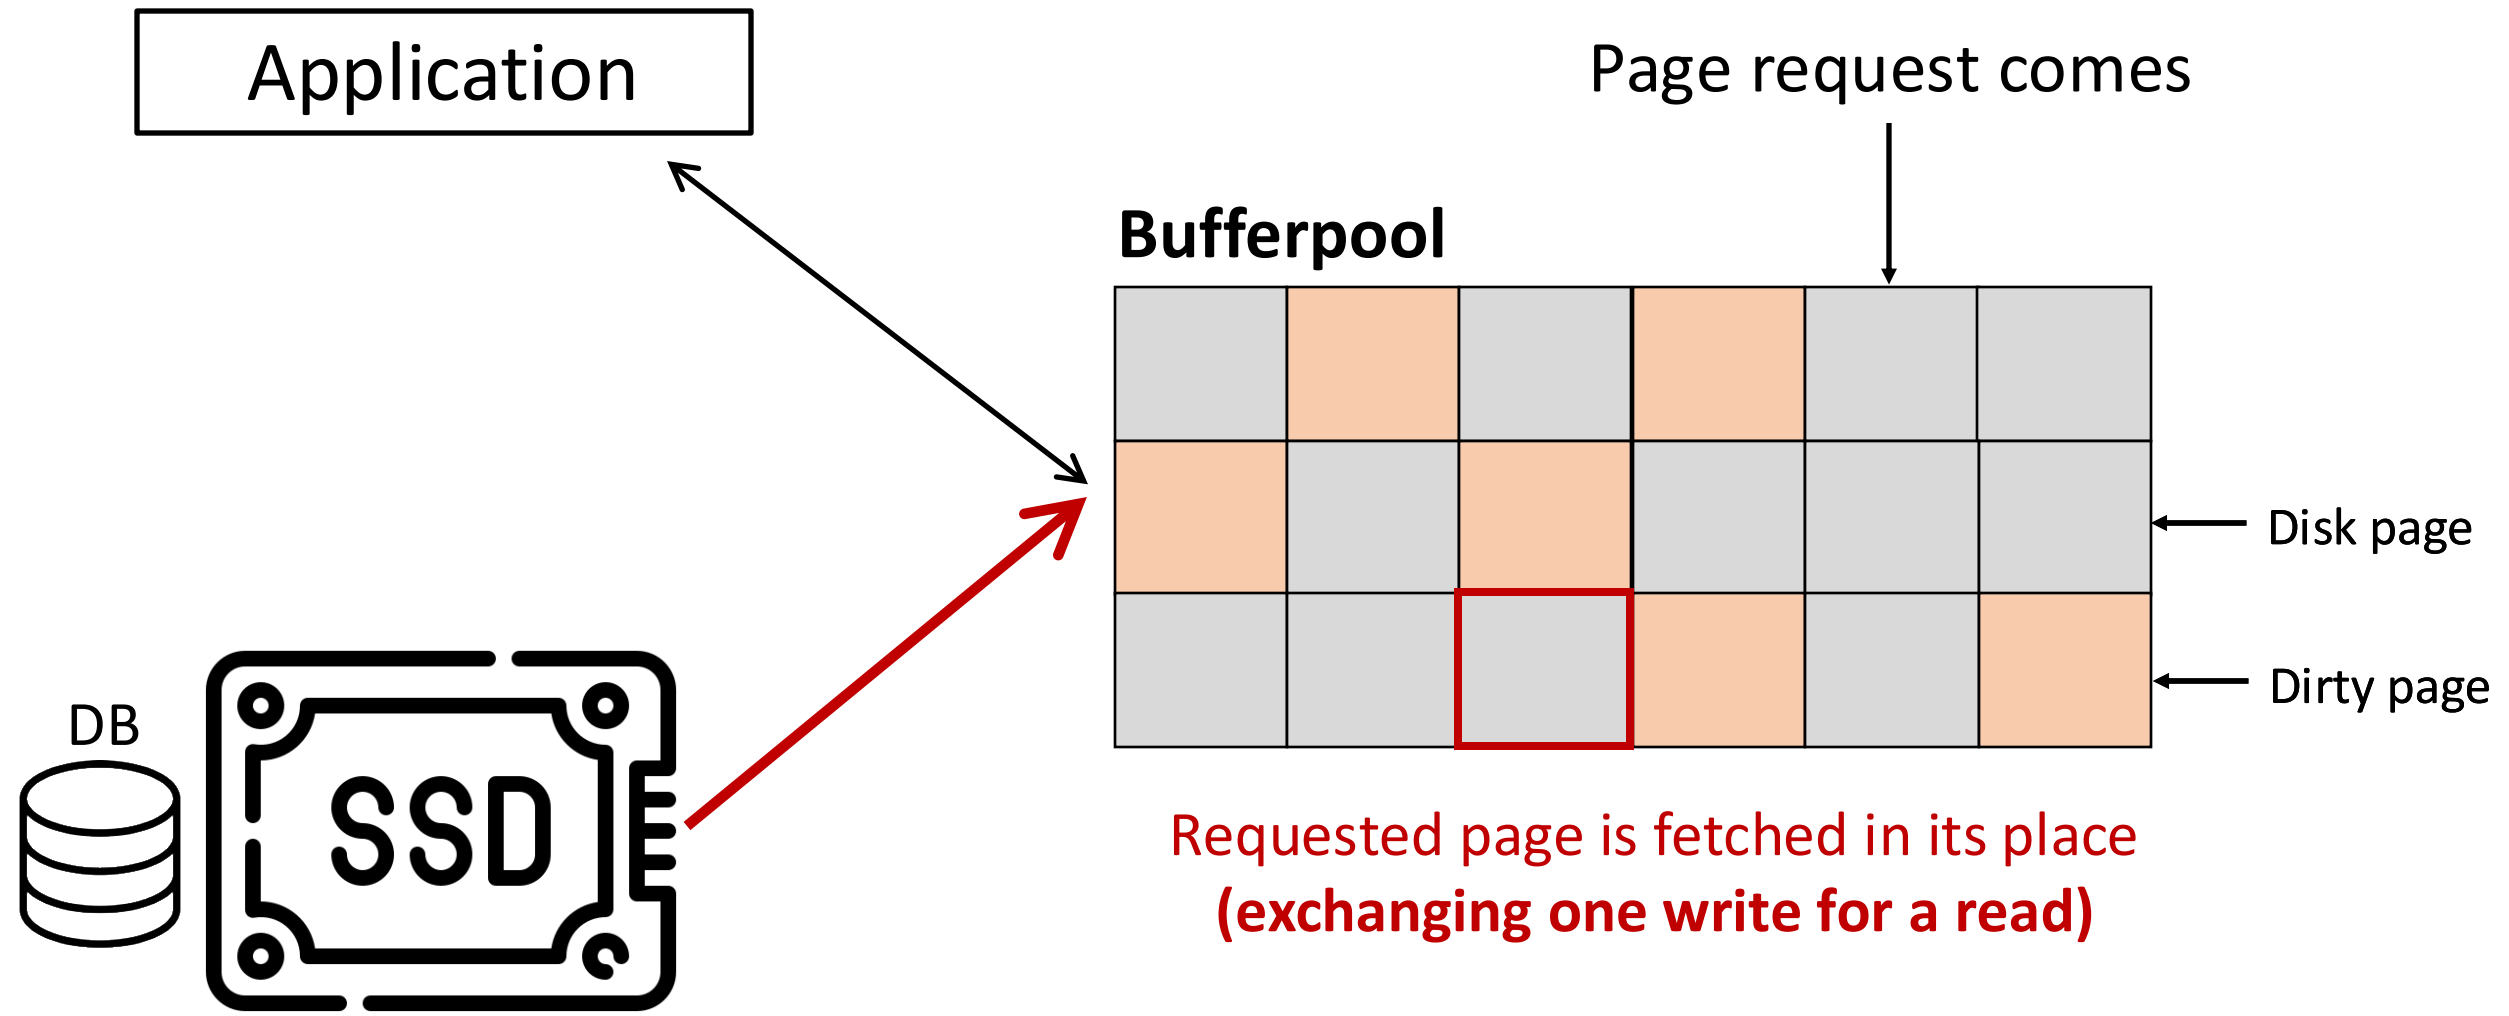 Application
Page request comes
Bufferpool
Disk page
Dirty page
DB
SSD
Requested page is fetched in its place
(exchanging one write for a read)